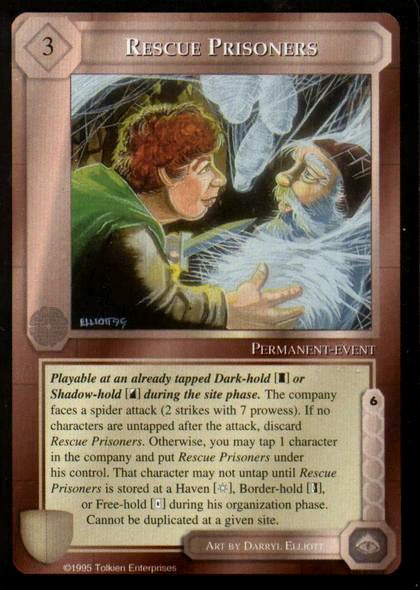 3
RESCUE PRISONERS
ELLIOTT 95
PERMANENT-EVENT
Playable at an already tapped Dark-hold [] or
Shadow-hold [] during the site phase. The company
faces a spider attack (2 strikes with 7 prowess). If no
characters are untapped after the attack, discard
Rescue Prisoners. Otherwise, you may tap 1 character
in the company and put Rescue Prisoners under
his control. That character may not untap until Rescue
Prisoners is stored at a Haven [], Border-hold [],
or Free-hold [] during his organization phase.
Cannot be duplicated at a given site.
6
ART BY DARRYL ELLIOTT
©1995 Tolkien Enterprises